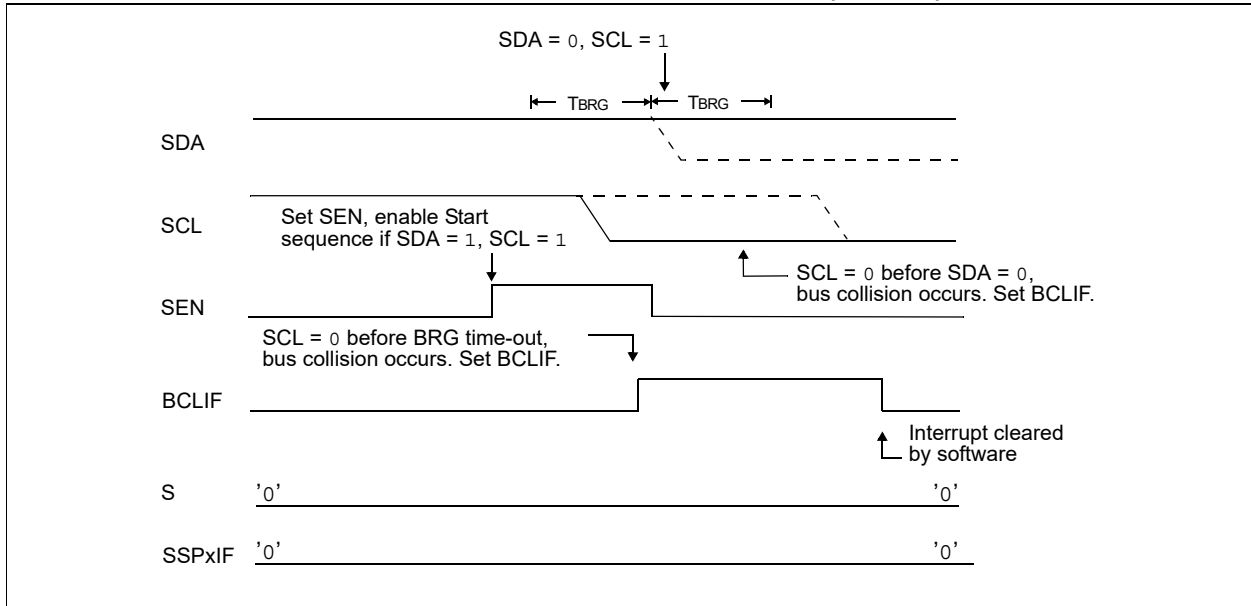 SDA = 0, SCL = 1
TBRG TBRG
SDA
SCL
Set SEN, enable Start
sequence if SDA = 1, SCL = 1
SCL = 0 before SDA = 0,
bus collision occurs. Set BCLIF.
SEN
SCL = 0 before BRG time-out,
bus collision occurs. Set BCLIF.
BCLIF
Interrupt cleared
by software
S '0' '0'
SSPxIF '0' '0'